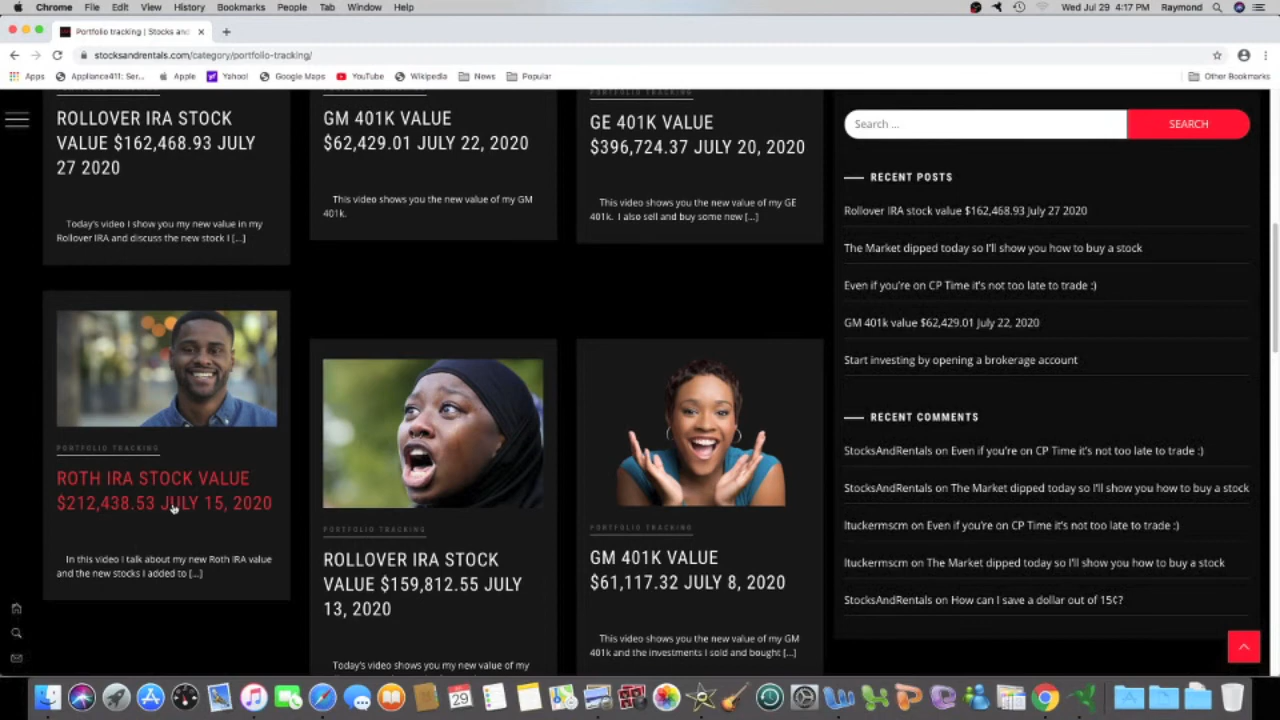 Chrome File Edit View History Bookmarks People Tab Window Help
Wed Jul 29 4:17 PM Raymond
Portfolio tracking | Stocks and
stocksandrentals.com/category/portfolio-tracking/
Apps Appliance411: Ser... Apple Yahoo! Google Maps YouTube Wikipedia News Popular Other Bookmarks
ROLLOVER IRA STOCK
VALUE $162,468.93 JULY
27 2020
Today's video I show you my new value in my
Rollover IRA and discuss the new stock I [...]
GM 401K VALUE
$62,429.01 JULY 22, 2020
This video shows you the new value of my GM
401k.
PORTFOLIO TRACKING
GE 401K VALUE
$396,724.37 JULY 20, 2020
This video shows you the new value of my GE
401k. I also sell and buy some new [...]
PORTFOLIO TRACKING
ROTH IRA STOCK VALUE
$212,438.53 JULY 15, 2020
In this video I talk about my new Roth IRA value
and the new stocks I added to [...]
PORTFOLIO TRACKING
ROLLOVER IRA STOCK
VALUE $159,812.55 JULY
13, 2020
Today's video shows you my new value of my
PORTFOLIO TRACKING
GM 401K VALUE
$61,117.32 JULY 8, 2020
This video shows you the new value of my GM
401k and the investments I sold and bought [...]
Search ...
SEARCH
RECENT POSTS
Rollover IRA stock value $162,468.93 July 27 2020
The Market dipped today so I'll show you how to buy a stock
Even if you're on CP Time it's not too late to trade :)
GM 401k value $62,429.01 July 22, 2020
Start investing by opening a brokerage account
RECENT COMMENTS
StocksAndRentals on Even if you're on CP Time it's not too late to trade :)
StocksAndRentals on The Market dipped today so I'll show you how to buy a stock
ltuckermscm on Even if you're on CP Time it's not too late to trade :)
ltuckermscm on The Market dipped today so I'll show you how to buy a stock
StocksAndRentals on How can I save a dollar out of 15¢?